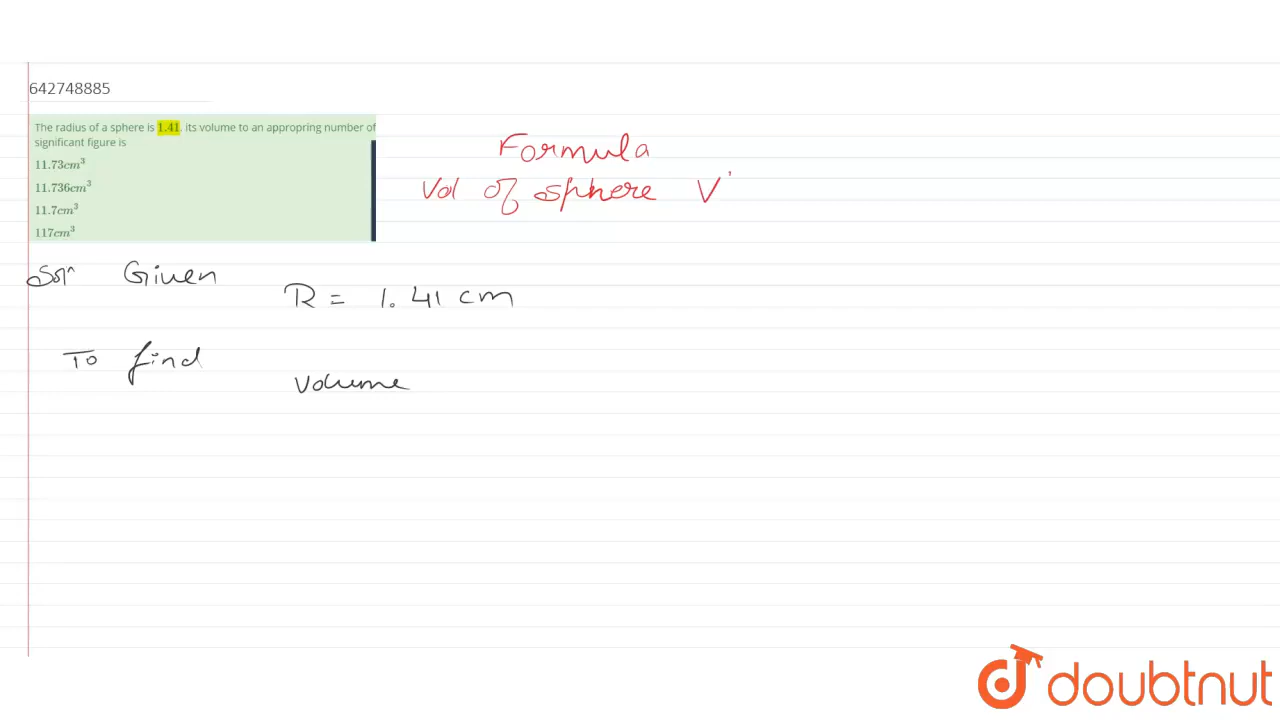 642748885
The radius of a sphere is 1.41. its volume to an appropring number of
significant figure is
11.73cm³
11.736cm³
11.7cm³
117cm³
Formula
Vol of sphere V
Solⁿ Given
R = 1.41 cm
To find
volume
doubtnut